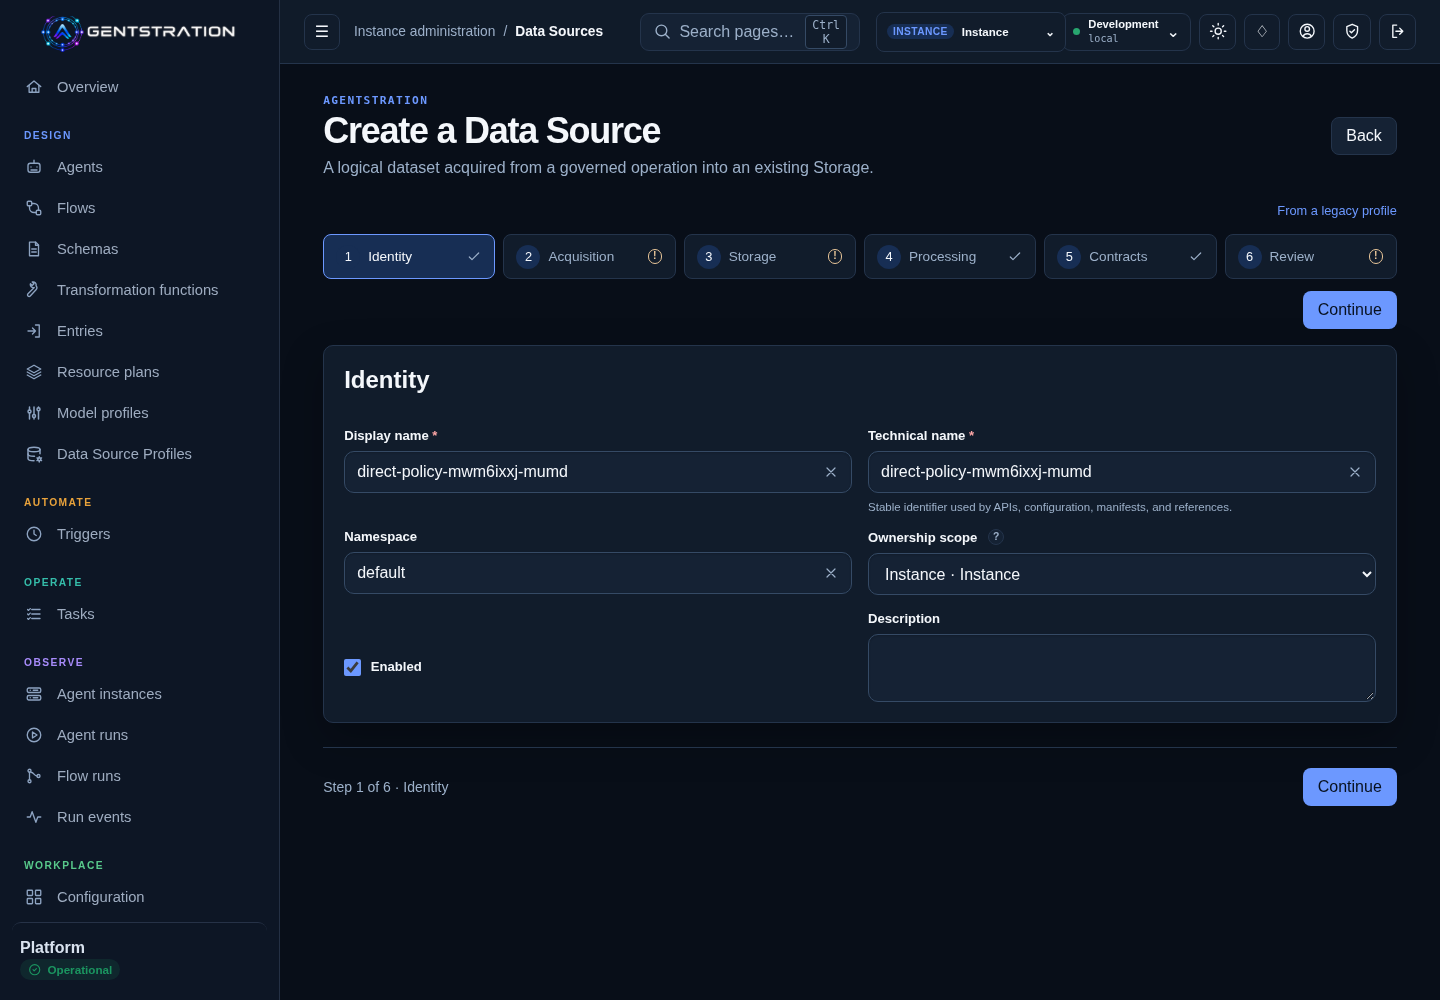 GENTSTRATION
Overview
DESIGN
Agents
Flows
Schemas
Transformation functions
Entries
Resource plans
Model profiles
Data Source Profiles
AUTOMATE
Triggers
OPERATE
Tasks
OBSERVE
Agent instances
Agent runs
Flow runs
Run events
WORKPLACE
Configuration
Platform
Operational
Instance administration / Data Sources
Search pages…
Ctrl
K
INSTANCE Instance
Development
local
AGENTSTRATION
Create a Data Source
A logical dataset acquired from a governed operation into an existing Storage.
Back
From a legacy profile
1 Identity
2 Acquisition
3 Storage
4 Processing
5 Contracts
6 Review
Continue
Identity
Display name *
direct-policy-mwm6ixxj-mumd
Technical name *
direct-policy-mwm6ixxj-mumd
Stable identifier used by APIs, configuration, manifests, and references.
Namespace
default
Ownership scope ?
Instance · Instance
Enabled
Description
Step 1 of 6 · Identity
Continue